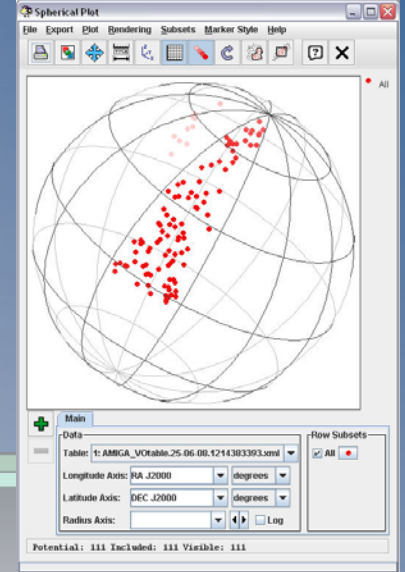 Spherical Plot
File Export Plot Rendering Subsets Marker Style Help
All
Main
Data
Row Subsets
Table: 1: AMIGA_VOtable.25-06-08.1214383393.xml
All
Longitude Axis: RA J2000 degrees
Latitude Axis: DEC J2000 degrees
Radius Axis: Log
Potential: 111 Included: 111 Visible: 111